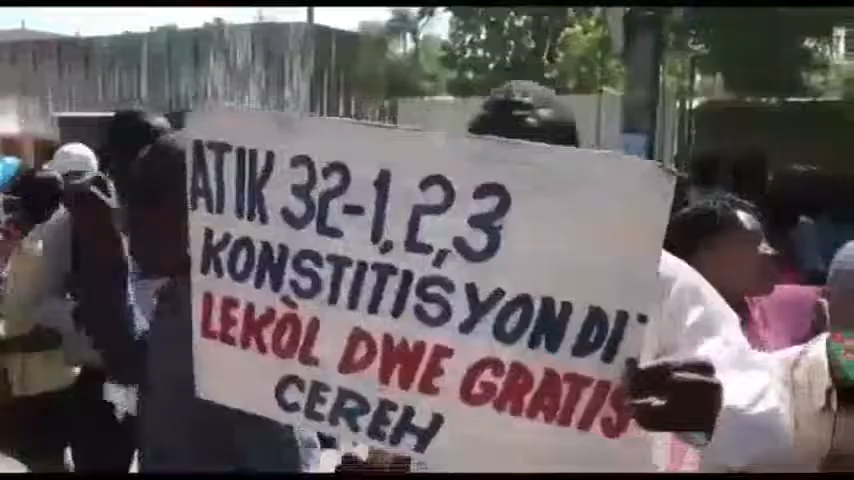 ATIK 32-1,2,3
KONSTITISYON DI:
LEKÒL DWE GRATIS
CEREH